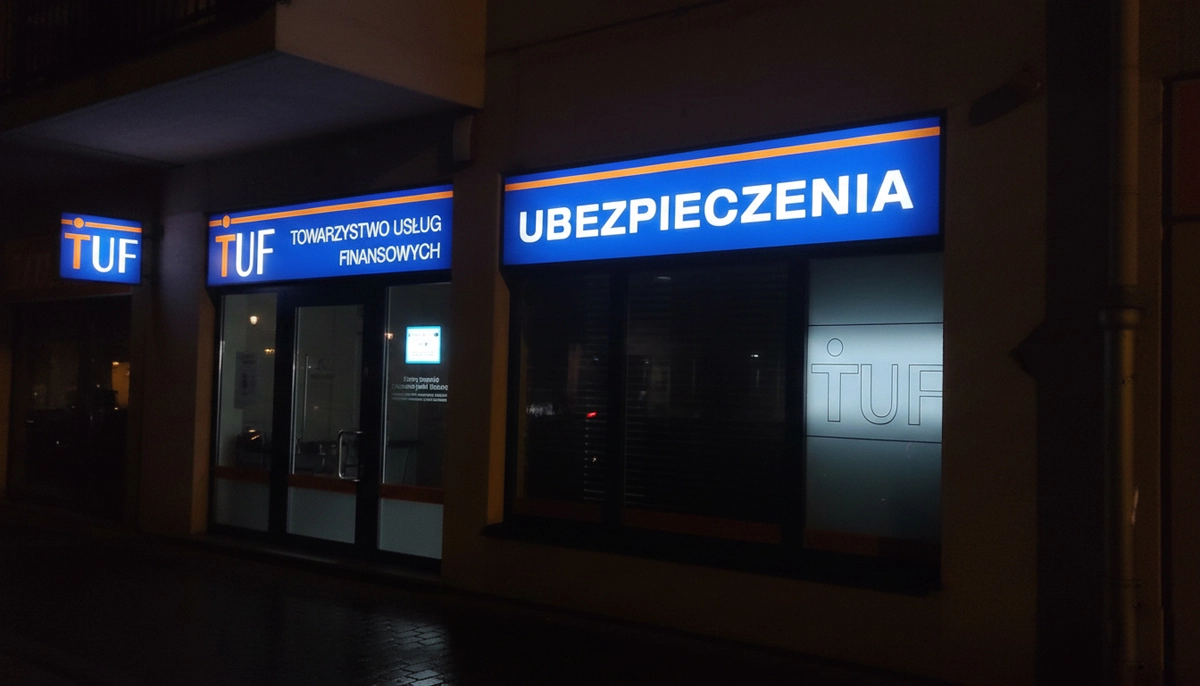 TUF
TUF
TOWARZYSTWO USŁUG
FINANSOWYCH
UBEZPIECZENIA
TUF